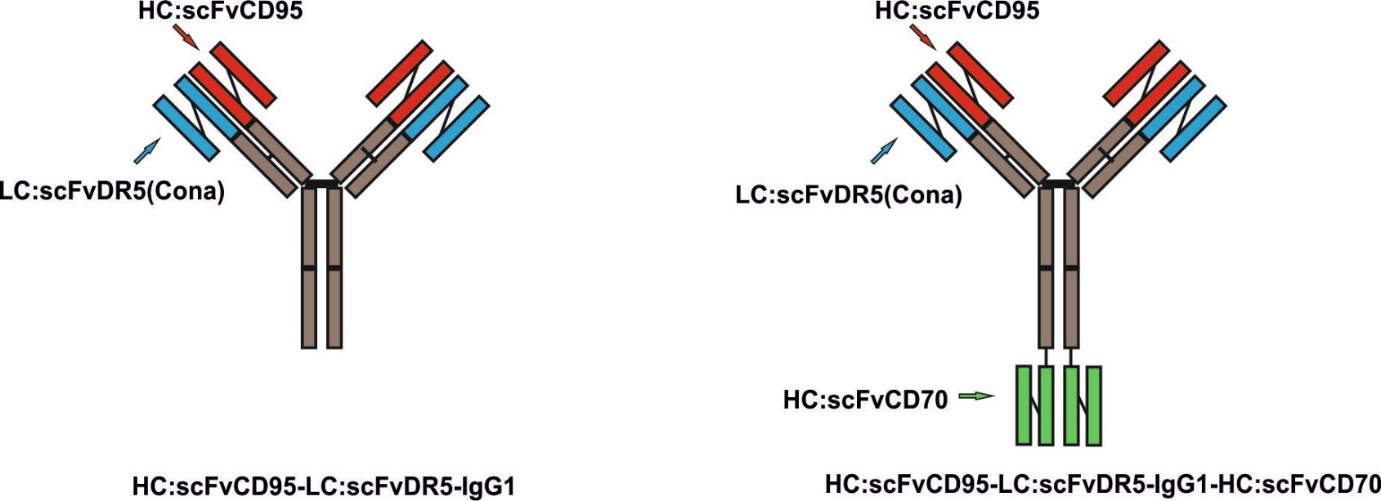 HC:scFvCD95
LC:scFvDR5(Cona)
HC:scFvCD95-LC:scFvDR5-IgG1
HC:scFvCD95
LC:scFvDR5(Cona)
HC:scFvCD70
HC:scFvCD95-LC:scFvDR5-IgG1-HC:scFvCD70